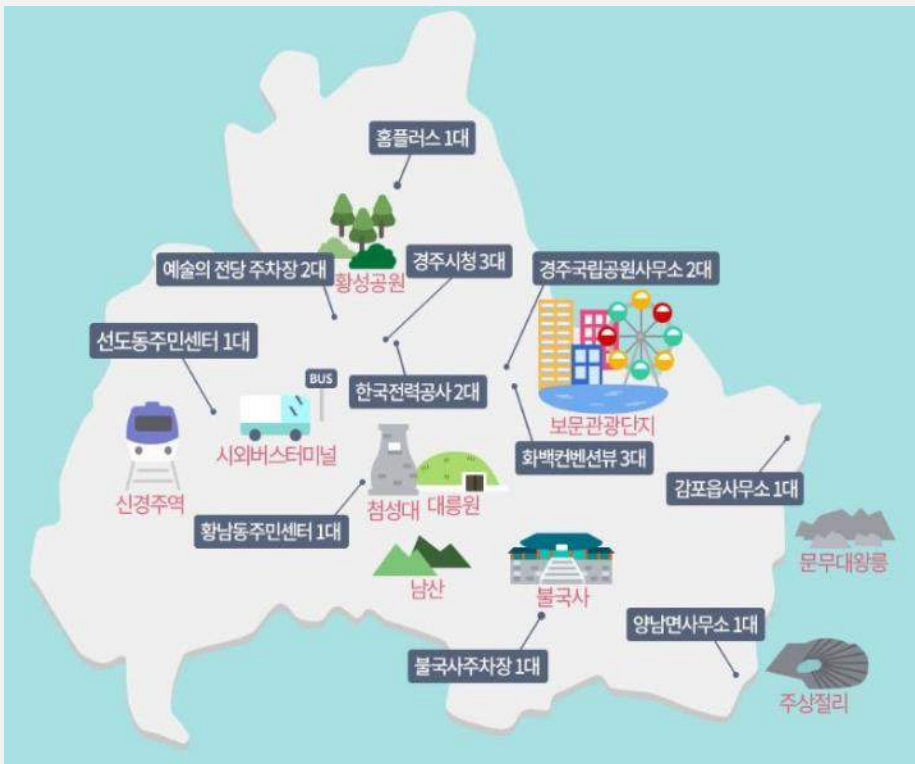 홈플러스 1대
황성공원
예술의 전당 주차장 2대
경주시청 3대
경주국립공원사무소 2대
선도동주민센터 1대
BUS
한국전력공사 2대
보문관광단지
시외버스터미널
화백컨벤션뷰 3대
신경주역
첨성대
대릉원
감포읍사무소 1대
황남동주민센터 1대
문무대왕릉
남산
불국사
양남면사무소 1대
불국사주차장 1대
주상절리